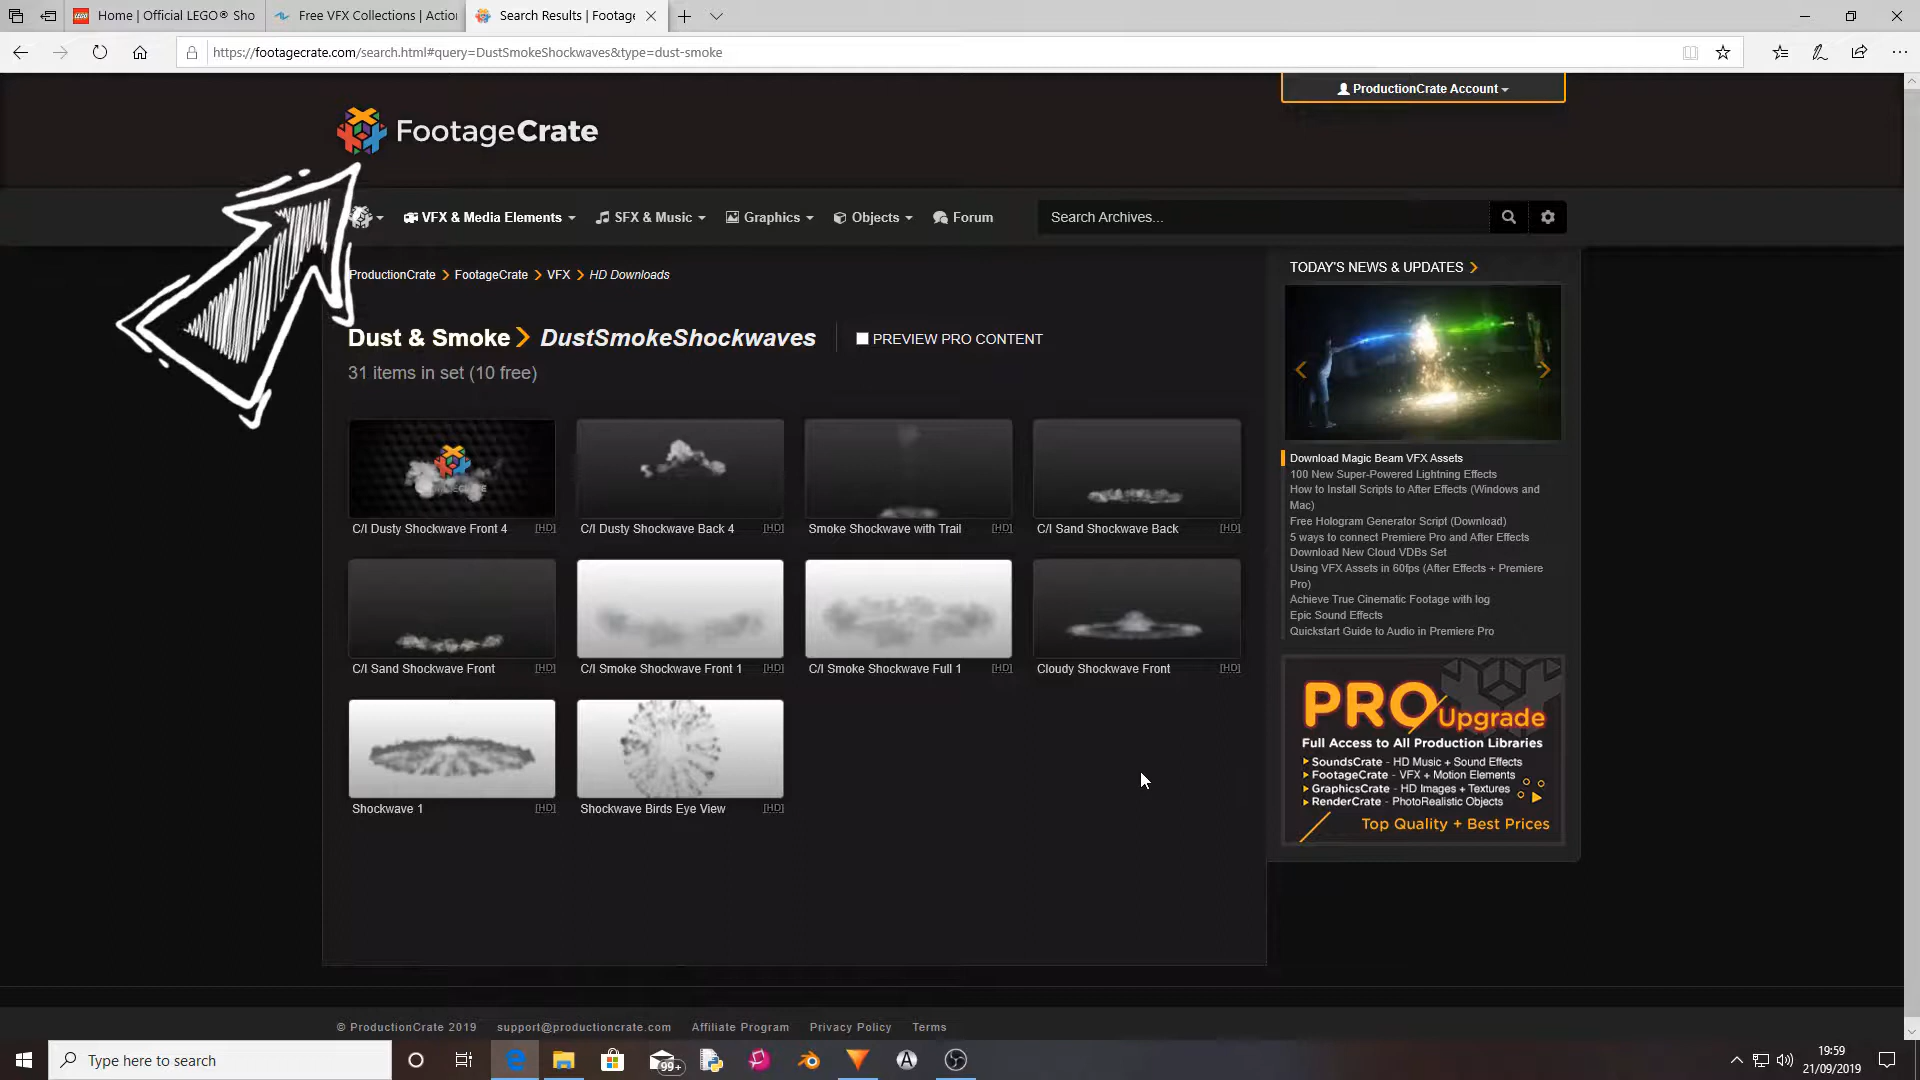 Home | Official LEGO® Sho
Free VFX Collections | Action
Search Results | Footage
https://footagecrate.com/search.html#query=DustSmokeShockwaves&type=dust-smoke
ProductionCrate Account
FootageCrate
VFX & Media Elements
SFX & Music
Graphics
Objects
Forum
Search Archives...
ProductionCrate > FootageCrate > VFX > HD Downloads
TODAY'S NEWS & UPDATES
Dust & Smoke > DustSmokeShockwaves
PREVIEW PRO CONTENT
31 items in set (10 free)
C/I Dusty Shockwave Front 4 [HD]
C/I Dusty Shockwave Back 4 [HD]
Smoke Shockwave with Trail [HD]
C/I Sand Shockwave Back [HD]
C/I Sand Shockwave Front [HD]
C/I Smoke Shockwave Front 1 [HD]
C/I Smoke Shockwave Full 1 [HD]
Cloudy Shockwave Front [HD]
Shockwave 1 [HD]
Shockwave Birds Eye View [HD]
Download Magic Beam VFX Assets
100 New Super-Powered Lightning Effects
How to Install Scripts to After Effects (Windows and
Mac)
Free Hologram Generator Script (Download)
5 ways to connect Premiere Pro and After Effects
Download New Cloud VDBs Set
Using VFX Assets in 60fps (After Effects + Premiere
Pro)
Achieve True Cinematic Footage with log
Epic Sound Effects
Quickstart Guide to Audio in Premiere Pro
PRO Upgrade
Full Access to All Production Libraries
SoundsCrate - HD Music + Sound Effects
FootageCrate - VFX + Motion Elements
GraphicsCrate - HD Images + Textures
RenderCrate - PhotoRealistic Objects
Top Quality + Best Prices
© ProductionCrate 2019
support@productioncrate.com
Affiliate Program
Privacy Policy
Terms
Type here to search
99+
19:59
21/09/2019